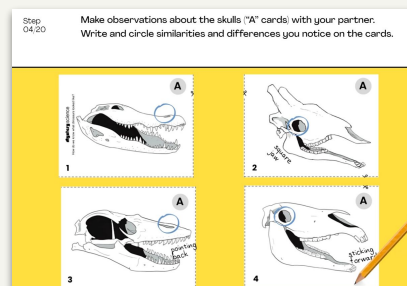 Step
04/20
Make observations about the skulls ("A" cards) with your partner.
Write and circle similarities and differences you notice on the cards.
A
A
1
square
jaw
2
A
A
pointing
back
sticking
forward
3
4